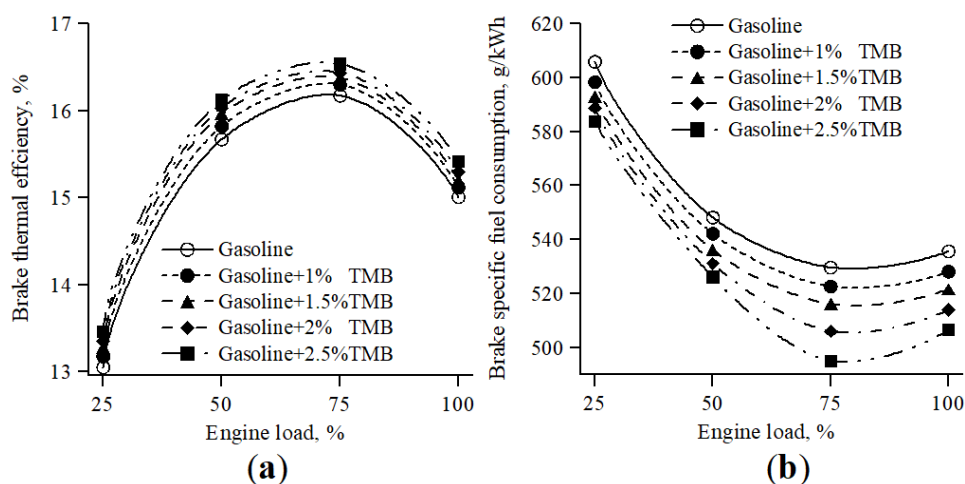 Brake thermal effciency, %
17
16
15
14
13
Gasoline
Gasoline+1% TMB
Gasoline+1.5%TMB
Gasoline+2% TMB
Gasoline+2.5%TMB
25 50 75 100
Engine load, %
(a)
Brake specific fuel consumption, g/kWh
620
600
580
560
540
520
500
Gasoline
Gasoline+1% TMB
Gasoline+1.5%TMB
Gasoline+2% TMB
Gasoline+2.5%TMB
25 50 75 100
Engine load, %
(b)